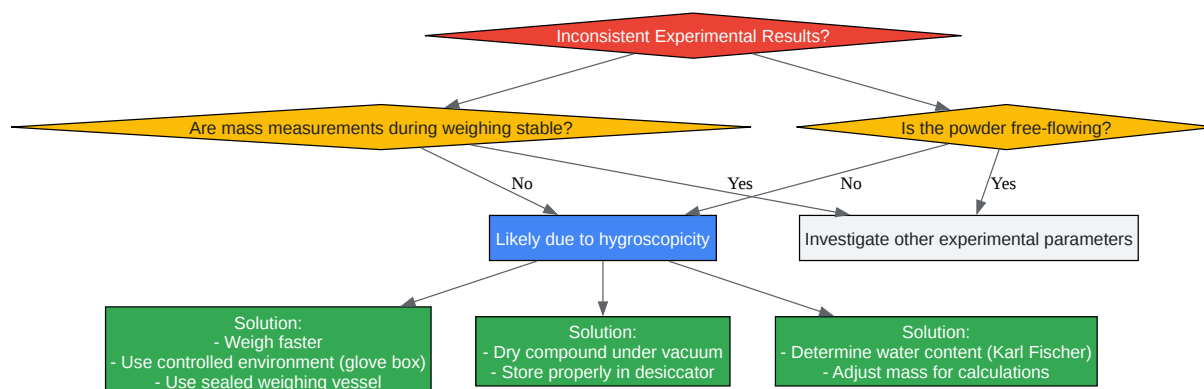 Inconsistent Experimental Results?
Are mass measurements during weighing stable?
Is the powder free-flowing?
No
Yes
No
Yes
Likely due to hygroscopicity
Investigate other experimental parameters
Solution:
- Weigh faster
- Use controlled environment (glove box)
- Use sealed weighing vessel
Solution:
- Dry compound under vacuum
- Store properly in desiccator
Solution:
- Determine water content (Karl Fischer)
- Adjust mass for calculations